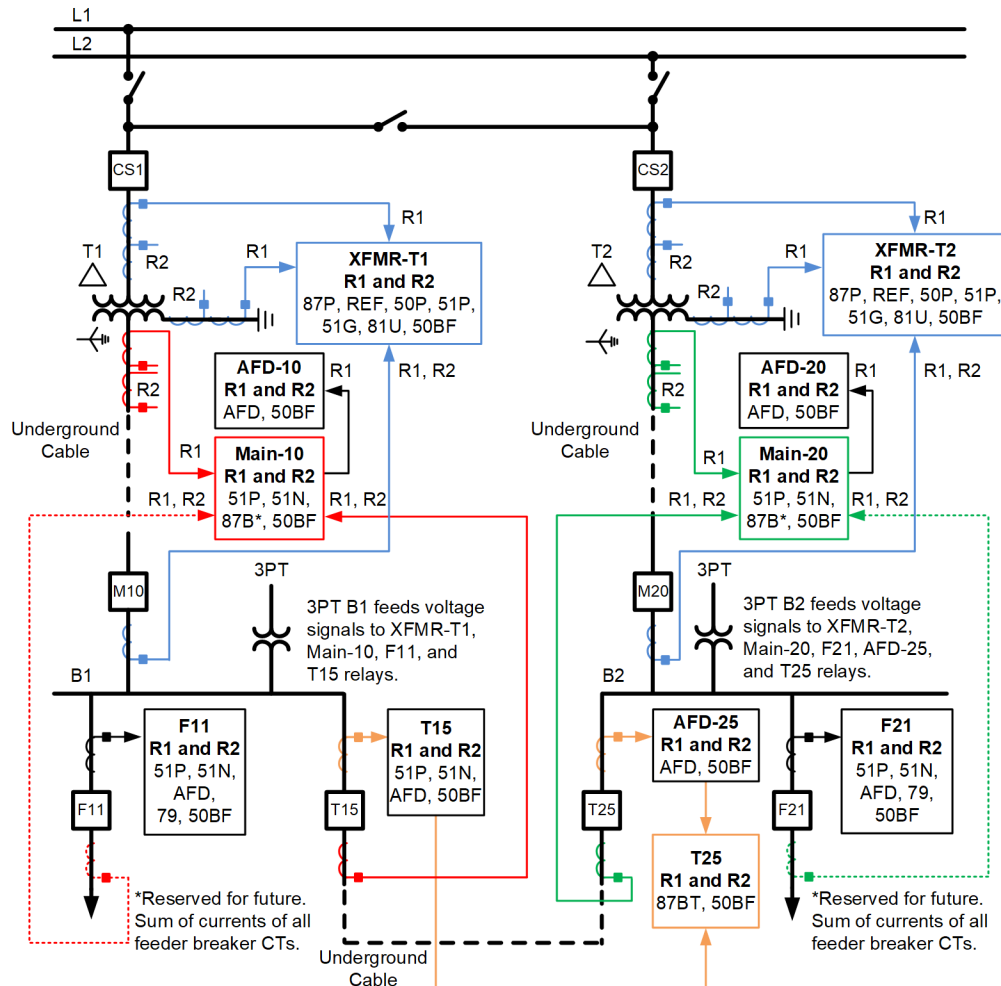 L1
L2
CS1
CS2
R1
R1
T1
R2
R1
R2
XFMR-T1
R1 and R2
87P, REF, 50P, 51P,
51G, 81U, 50BF
T2
R2
R1
R2
XFMR-T2
R1 and R2
87P, REF, 50P, 51P,
51G, 81U, 50BF
R2
AFD-10
R1 and R2
AFD, 50BF
R1
R1, R2
R2
AFD-20
R1 and R2
AFD, 50BF
R1
R1, R2
Underground
Cable
R1
Main-10
R1 and R2
51P, 51N,
87B*, 50BF
R1, R2
R1, R2
Underground
Cable
R1
Main-20
R1 and R2
51P, 51N,
87B*, 50BF
R1, R2
R1, R2
M10
3PT
3PT B1 feeds voltage
signals to XFMR-T1,
Main-10, F11, and
T15 relays.
M20
3PT
3PT B2 feeds voltage
signals to XFMR-T2,
Main-20, F21, AFD-25,
and T25 relays.
B1
B2
F11
R1 and R2
51P, 51N,
AFD,
79, 50BF
T15
R1 and R2
51P, 51N,
AFD, 50BF
AFD-25
R1 and R2
AFD, 50BF
F21
R1 and R2
51P, 51N,
AFD, 79,
50BF
F11
T15
T25
F21
T25
R1 and R2
87BT, 50BF
*Reserved for future.
Sum of currents of all
feeder breaker CTs.
*Reserved for future.
Sum of currents of all
feeder breaker CTs.
Underground
Cable